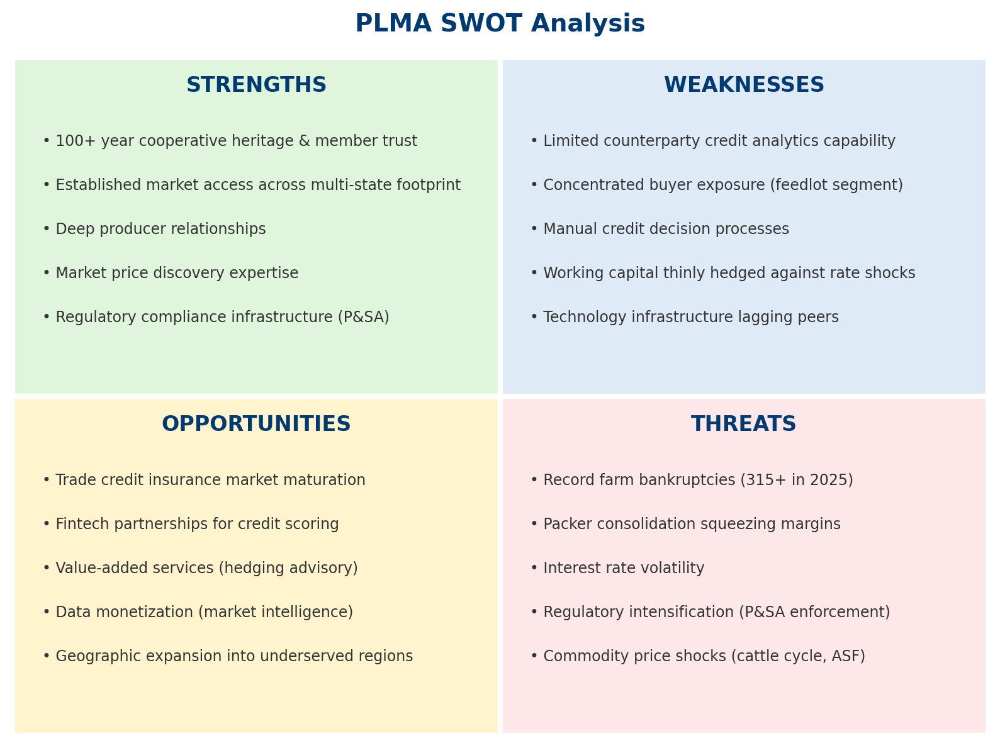 PLMA SWOT Analysis
STRENGTHS
• 100+ year cooperative heritage & member trust
• Established market access across multi-state footprint
• Deep producer relationships
• Market price discovery expertise
• Regulatory compliance infrastructure (P&SA)
WEAKNESSES
• Limited counterparty credit analytics capability
• Concentrated buyer exposure (feedlot segment)
• Manual credit decision processes
• Working capital thinly hedged against rate shocks
• Technology infrastructure lagging peers
OPPORTUNITIES
• Trade credit insurance market maturation
• Fintech partnerships for credit scoring
• Value-added services (hedging advisory)
• Data monetization (market intelligence)
• Geographic expansion into underserved regions
THREATS
• Record farm bankruptcies (315+ in 2025)
• Packer consolidation squeezing margins
• Interest rate volatility
• Regulatory intensification (P&SA enforcement)
• Commodity price shocks (cattle cycle, ASF)